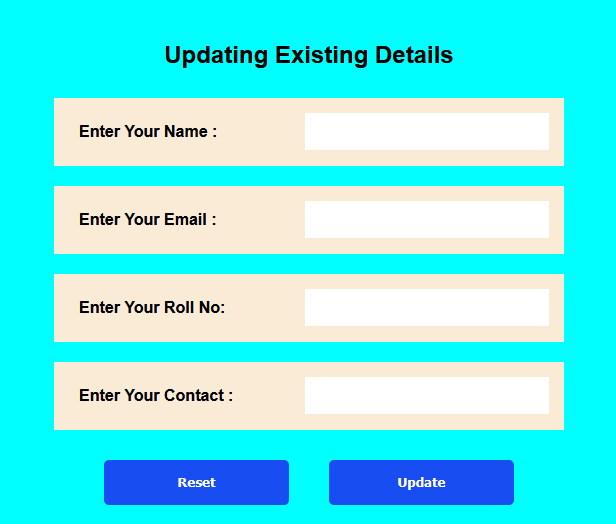 Updating Existing Details
Enter Your Name :
Enter Your Email :
Enter Your Roll No:
Enter Your Contact :
Reset Update